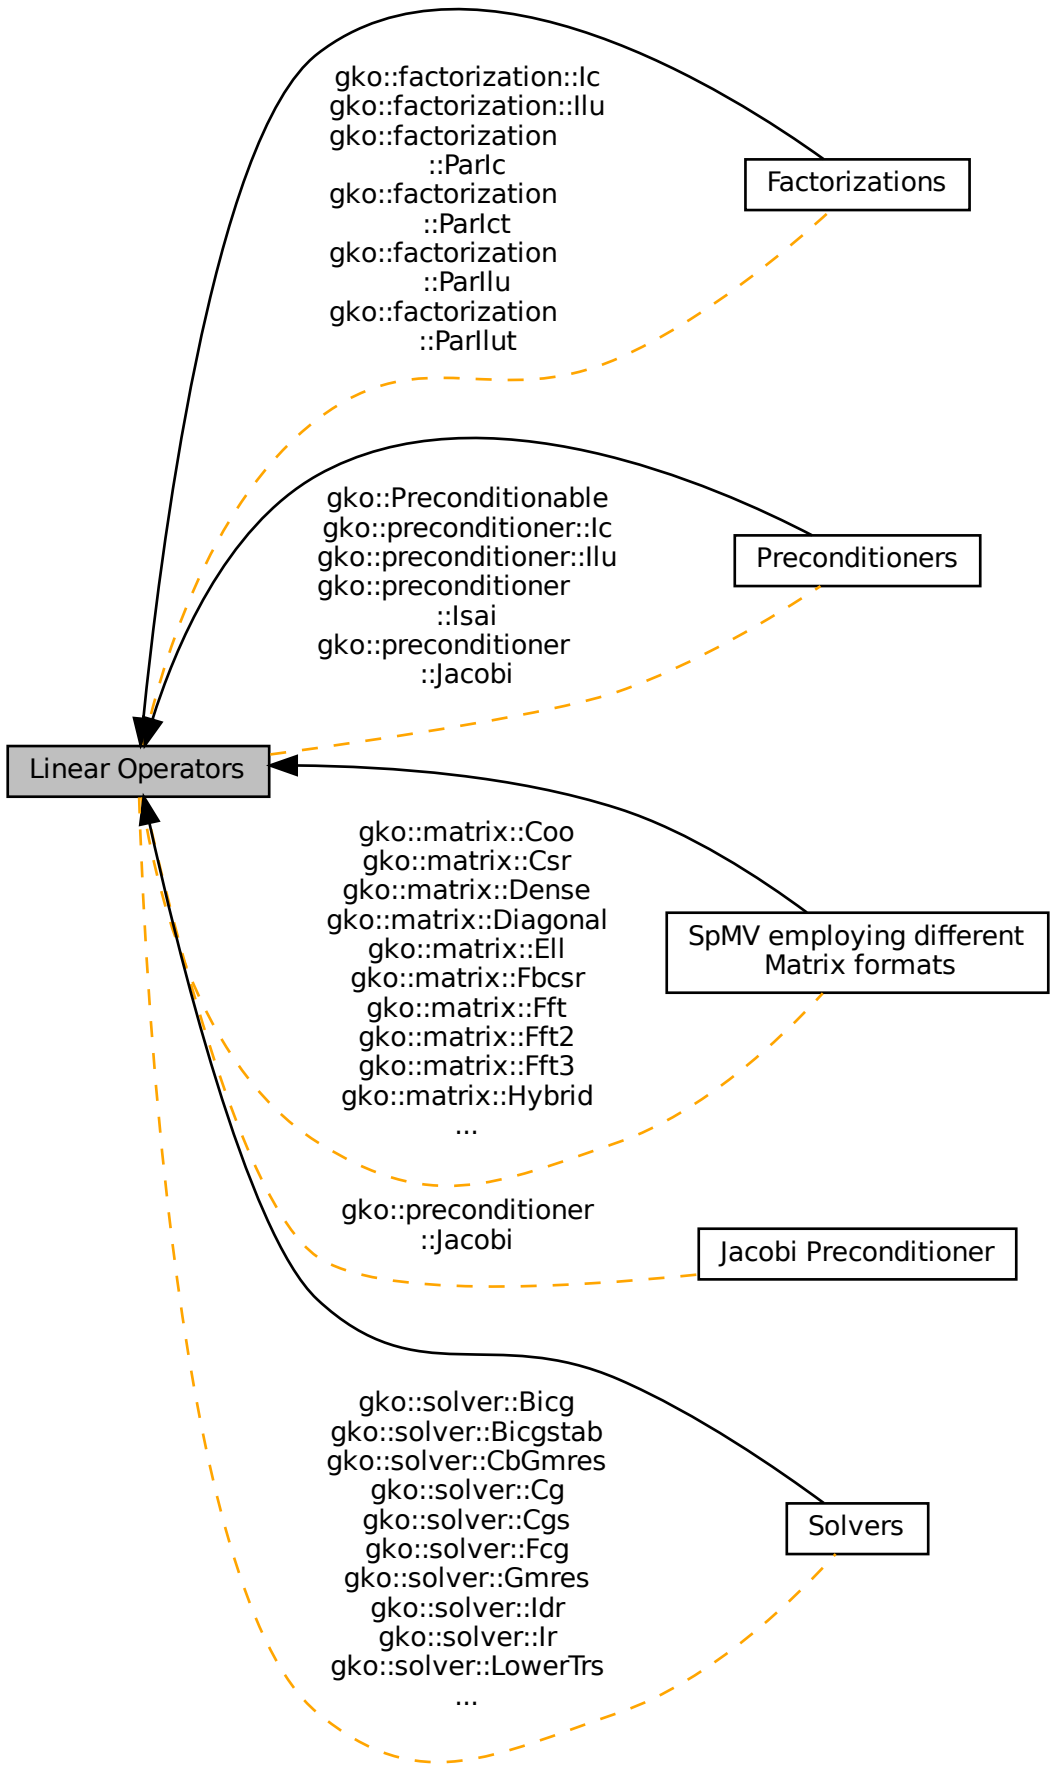 gko::factorization::Ic
gko::factorization::Ilu
gko::factorization
::ParIc
gko::factorization
::ParIct
gko::factorization
::ParIlu
gko::factorization
::ParIlut
Factorizations
gko::Preconditionable
gko::preconditioner::Ic
gko::preconditioner::Ilu
gko::preconditioner
::Isai
gko::preconditioner
::Jacobi
Preconditioners
Linear Operators
gko::matrix::Coo
gko::matrix::Csr
gko::matrix::Dense
gko::matrix::Diagonal
gko::matrix::Ell
gko::matrix::Fbcsr
gko::matrix::Fft
gko::matrix::Fft2
gko::matrix::Fft3
gko::matrix::Hybrid
...
SpMV employing different
Matrix formats
gko::preconditioner
::Jacobi
Jacobi Preconditioner
gko::solver::Bicg
gko::solver::Bicgstab
gko::solver::CbGmres
gko::solver::Cg
gko::solver::Cgs
gko::solver::Fcg
gko::solver::Gmres
gko::solver::Idr
gko::solver::Ir
gko::solver::LowerTrs
...
Solvers